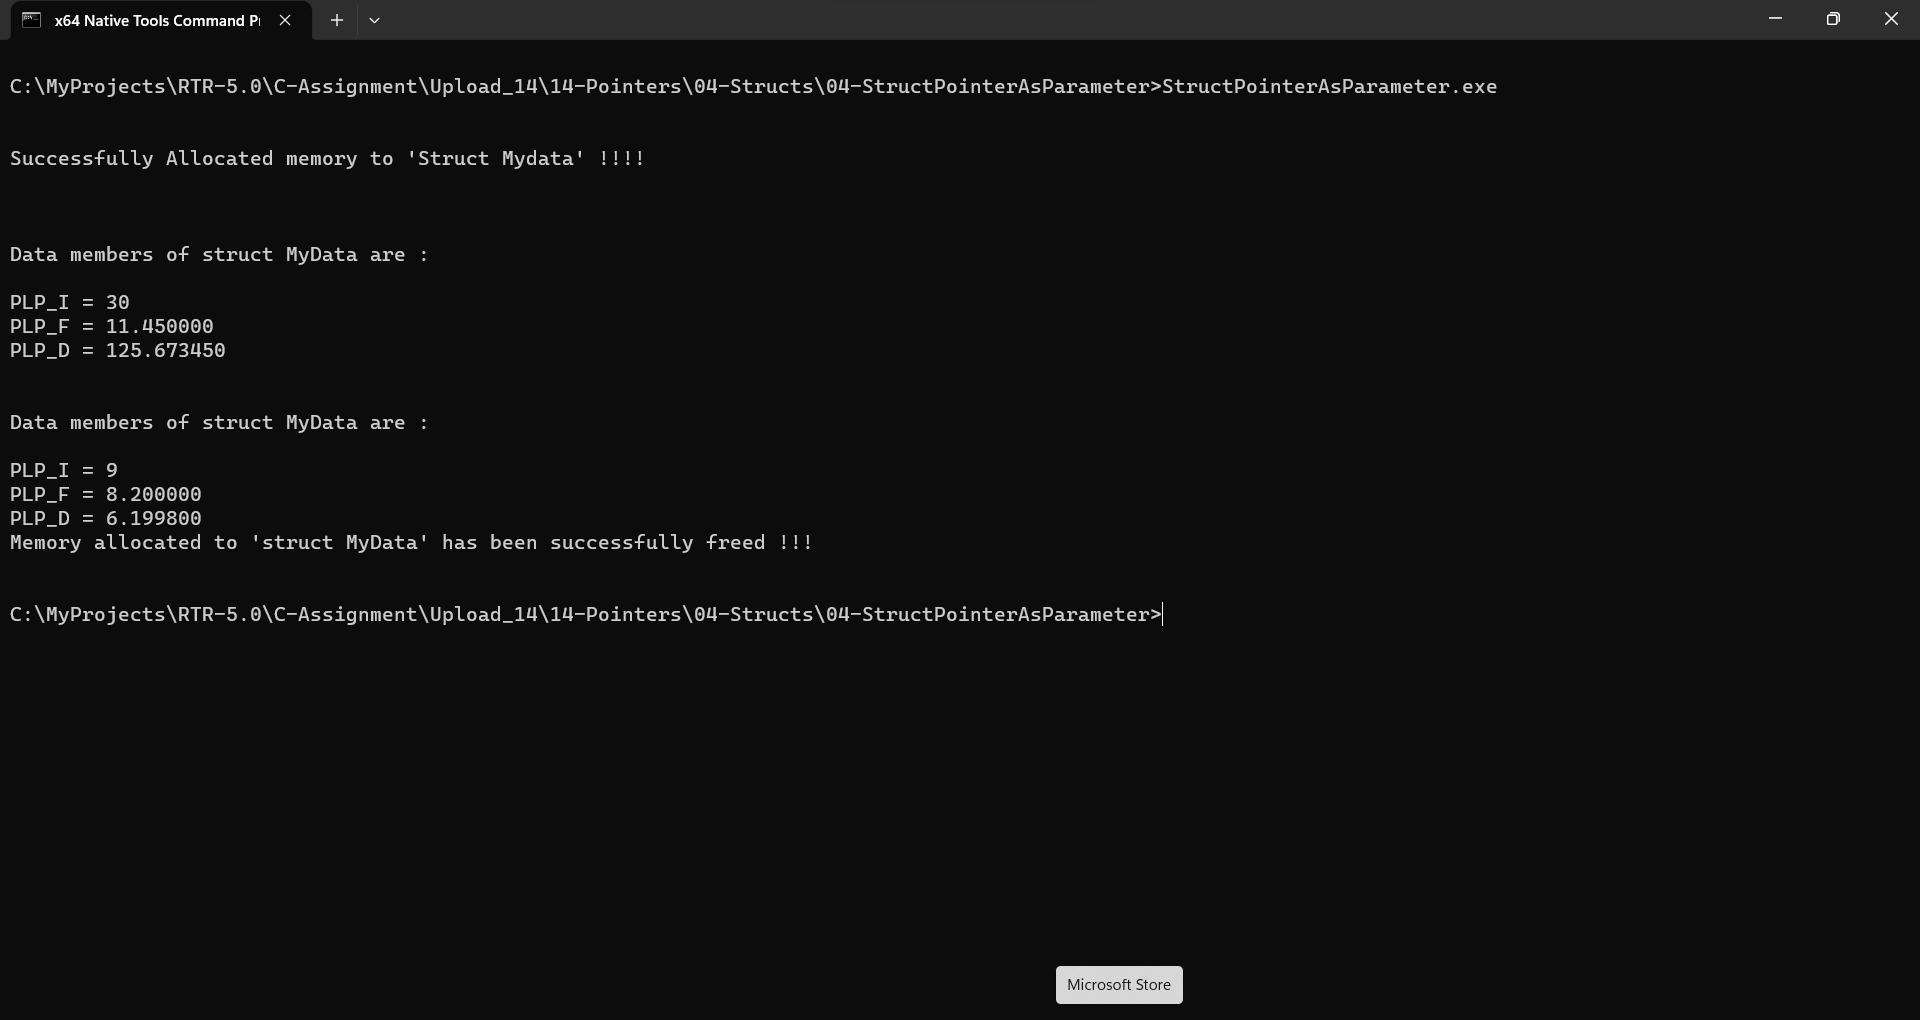 x64 Native Tools Command P
C:\MyProjects\RTR-5.0\C-Assignment\Upload_14\14-Pointers\04-Structs\04-StructPointerAsParameter>StructPointerAsParameter.exe
Successfully Allocated memory to 'Struct Mydata' !!!!
Data members of struct MyData are :
PLP_I = 30
PLP_F = 11.450000
PLP_D = 125.673450
Data members of struct MyData are :
PLP_I = 9
PLP_F = 8.200000
PLP_D = 6.199800
Memory allocated to 'struct MyData' has been successfully freed !!!
C:\MyProjects\RTR-5.0\C-Assignment\Upload_14\14-Pointers\04-Structs\04-StructPointerAsParameter>
Microsoft Store